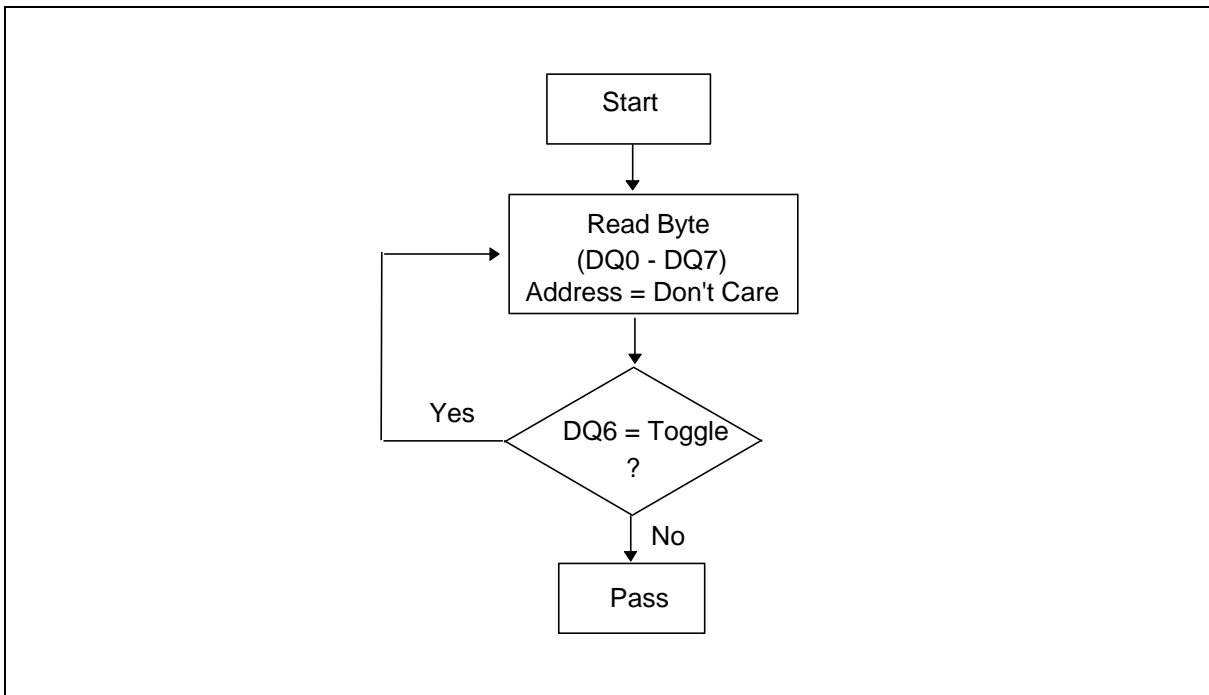 Start
Read Byte
(DQ0 - DQ7)
Address = Don't Care
Yes
DQ6 = Toggle
?
No
Pass